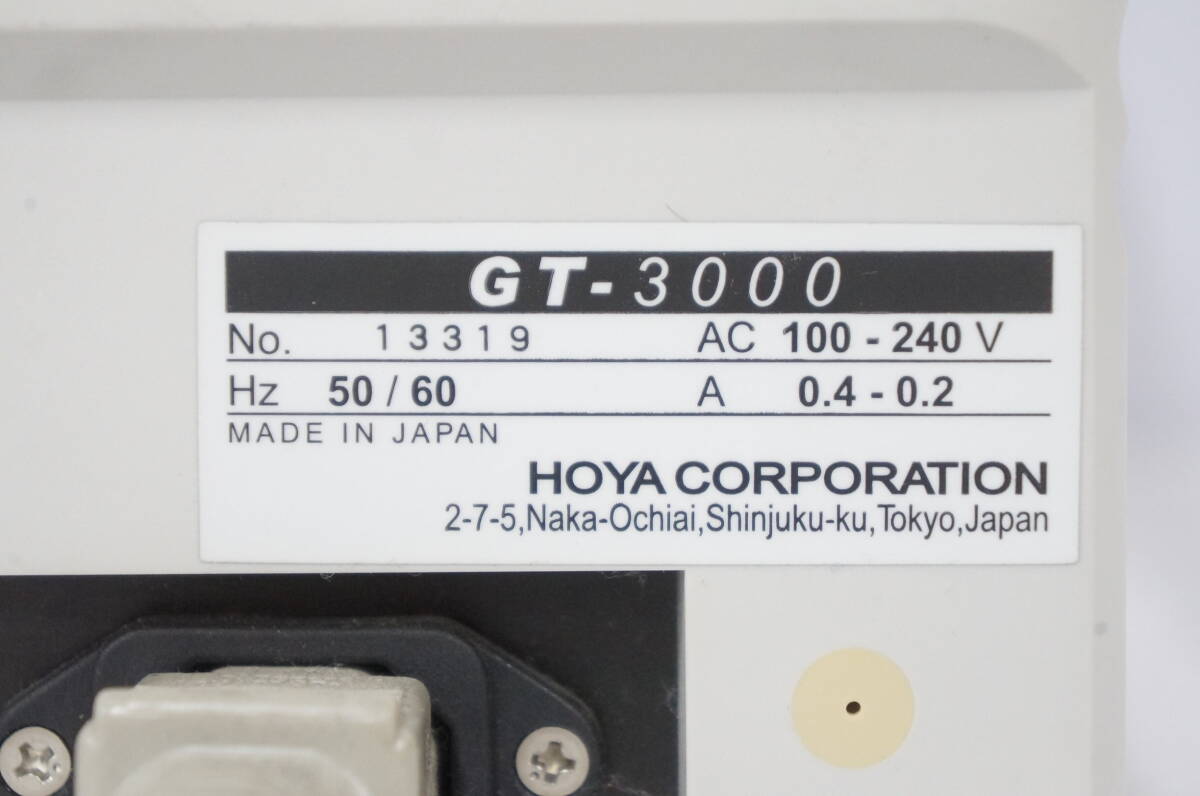 GT-3000
No. 13319 AC 100 - 240 V
Hz 50 / 60 A 0.4 - 0.2
MADE IN JAPAN
HOYA CORPORATION
2-7-5,Naka-Ochiai,Shinjuku-ku,Tokyo,Japan